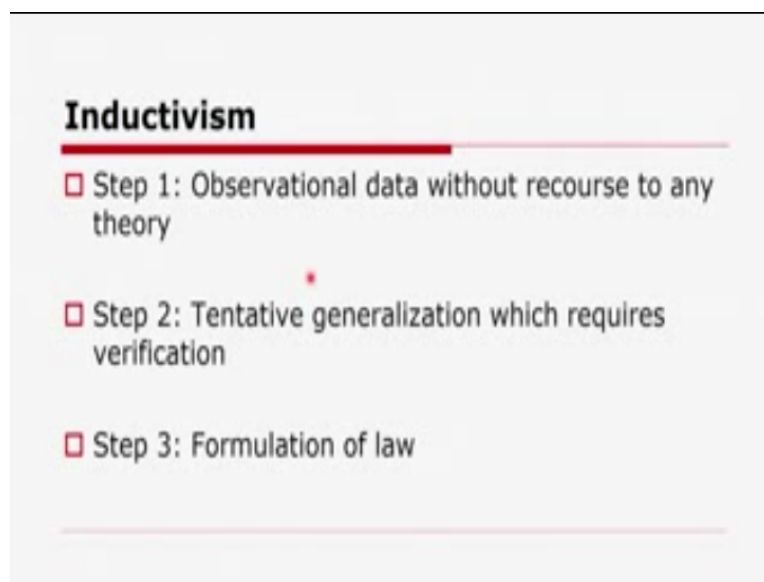 Inductivism
Step 1: Observational data without recourse to any
theory
Step 2: Tentative generalization which requires
verification
Step 3: Formulation of law